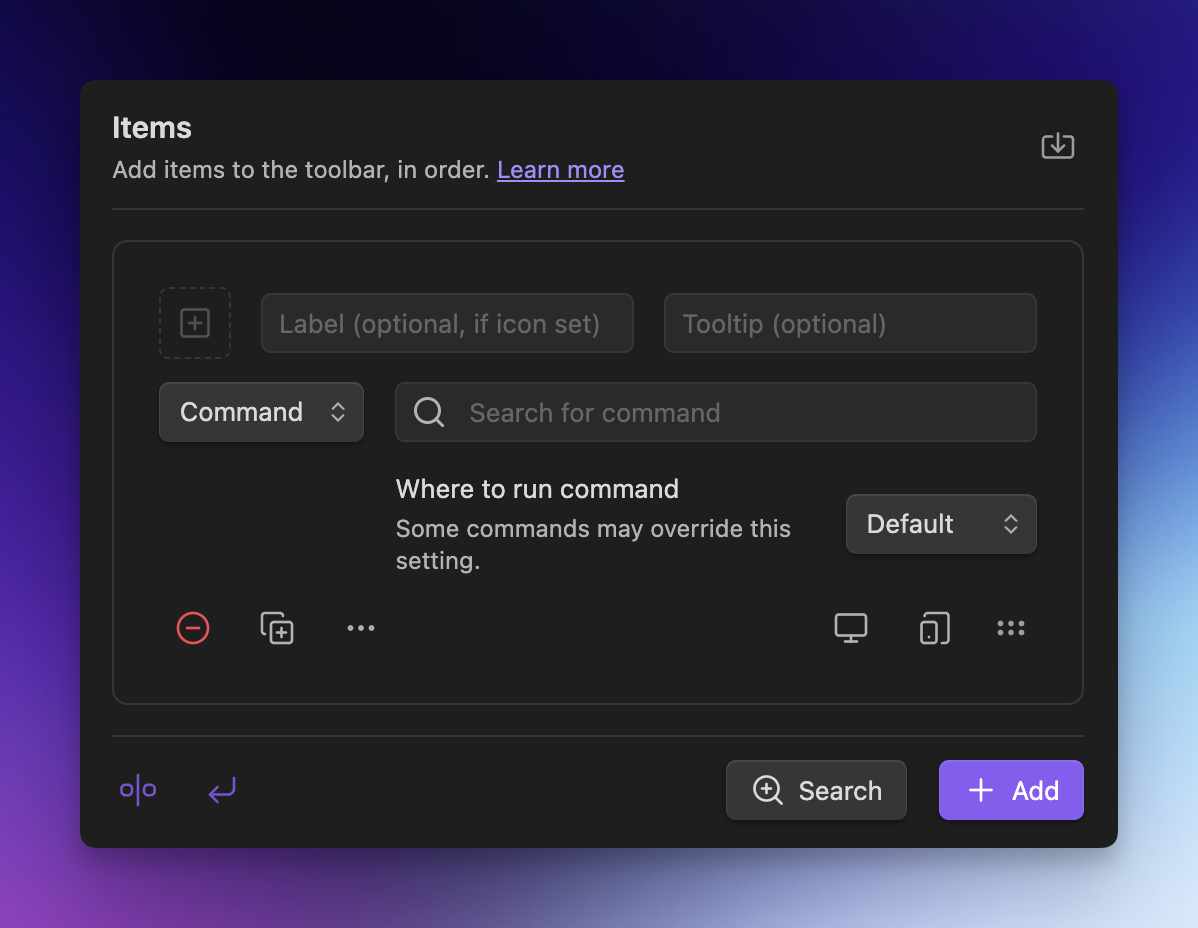 Items
Add items to the toolbar, in order. Learn more
Label (optional, if icon set)
Tooltip (optional)
Command
Search for command
Where to run command
Some commands may override this
setting.
Default
Search
Add